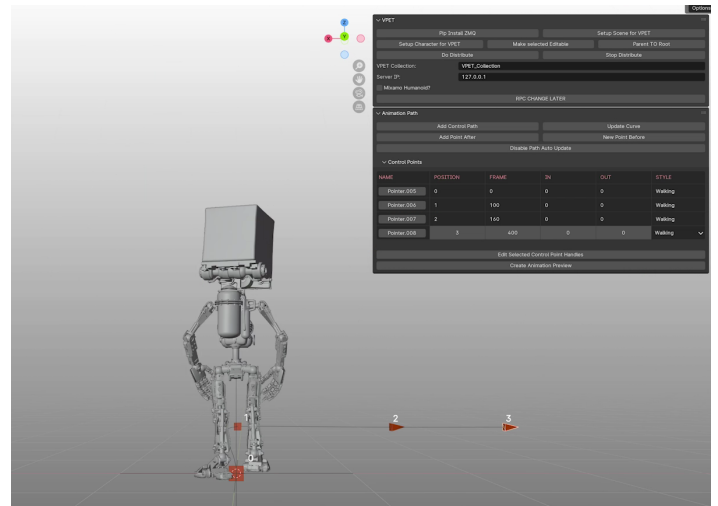 Options
VPET
Pip Install ZMQ Setup Scene for VPET
Setup Character for VPET Make selected Editable Parent TO Root
Do Distribute Stop Distribute
VPET Collection: VPET_Collection
Server IP: 127.0.0.1
Mixamo Humanoid?
RPC CHANGE LATER
Animation Path
Add Control Path Update Curve
Add Point After New Point Before
Disable Path Auto Update
Control Points
NAME POSITION FRAME IN OUT STYLE
Pointer.005 0 0 0 0 Walking
Pointer.006 1 100 0 0 Walking
Pointer.007 2 160 0 0 Walking
Pointer.008 3 400 0 0 Walking
Edit Selected Control Point Handles
Create Animation Preview
Z
X Y
1 2 3
0